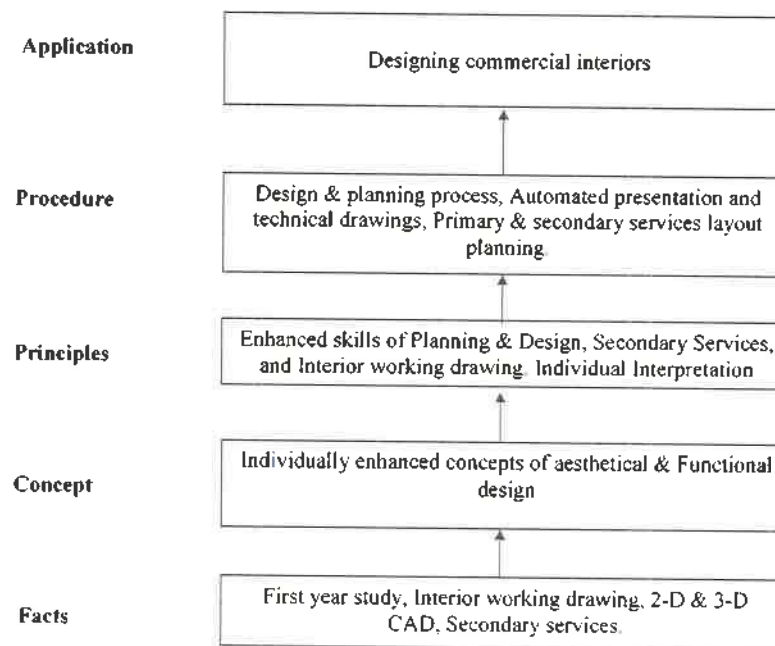 Application
Designing commercial interiors
Procedure
Design & planning process, Automated presentation and
technical drawings, Primary & secondary services layout
planning.
Principles
Enhanced skills of Planning & Design, Secondary Services,
and Interior working drawing. Individual Interpretation
Concept
Individually enhanced concepts of aesthetical & Functional
design
Facts
First year study, Interior working drawing, 2-D & 3-D
CAD, Secondary services.